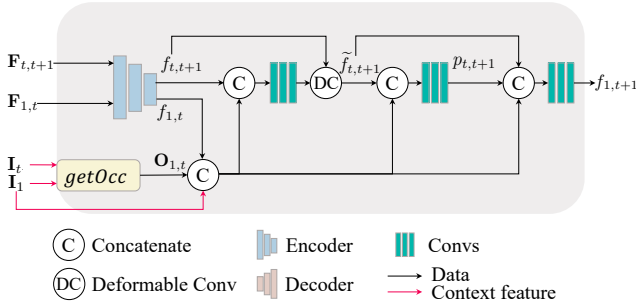 F_{t,t+1}
f_{t,t+1}
\widetilde{f}_{t,t+1}
p_{t,t+1}
C
DC
C
C
f_{1,t+1}
F_{1,t}
f_{1,t}
I_t
O_{1,t}
I_1
getOcc
C
C Concatenate
Encoder
Convs
Data
DC Deformable Conv
Decoder
Context feature